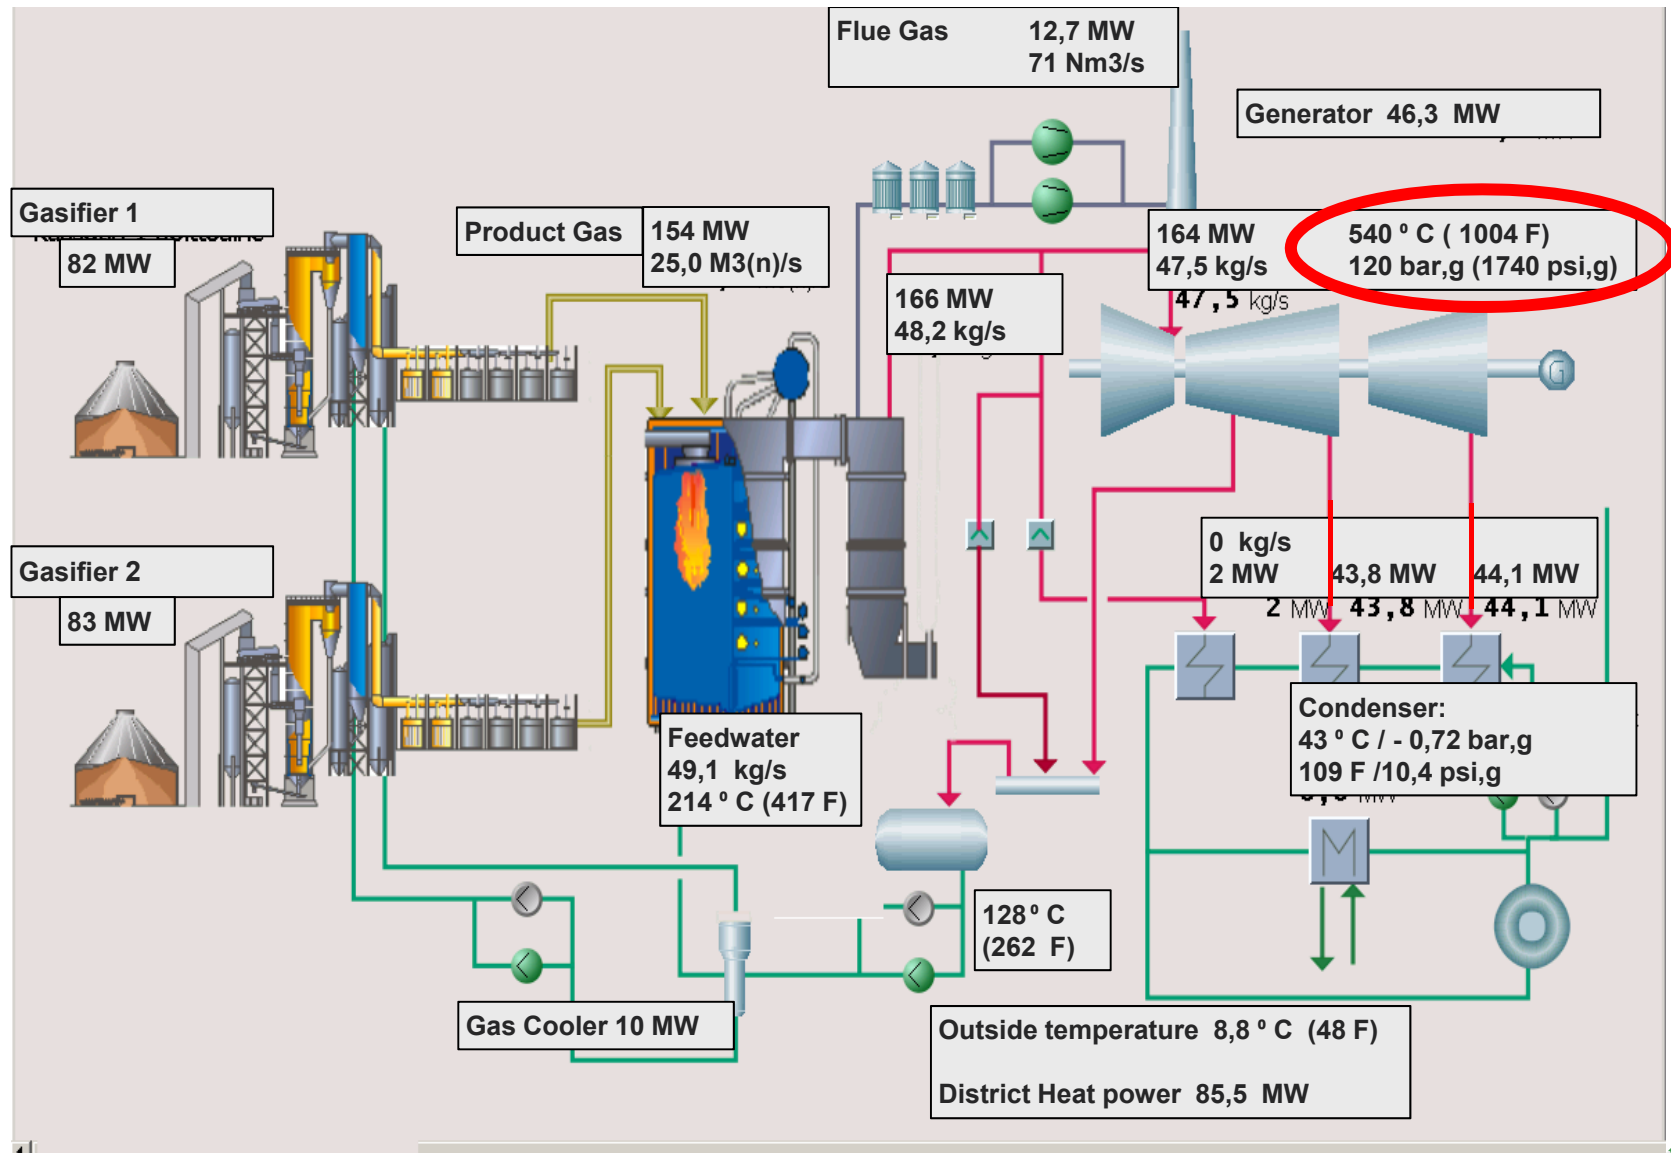 Flue Gas 12,7 MW
71 Nm3/s
Generator 46,3 MW
Gasifier 1
82 MW
Product Gas 154 MW
25,0 M3(n)/s
164 MW 540 º C ( 1004 F)
47,5 kg/s 120 bar,g (1740 psi,g)
47,5 kg/s
166 MW
48,2 kg/s
G
Gasifier 2
83 MW
0 kg/s
2 MW 43,8 MW 44,1 MW
2 MW 43,8 MW 44,1 MW
Condenser:
43 º C / - 0,72 bar,g
109 F /10,4 psi,g
Feedwater
49,1 kg/s
214 º C (417 F)
M
128º C
(262 F)
Gas Cooler 10 MW
Outside temperature 8,8 º C (48 F)
District Heat power 85,5 MW